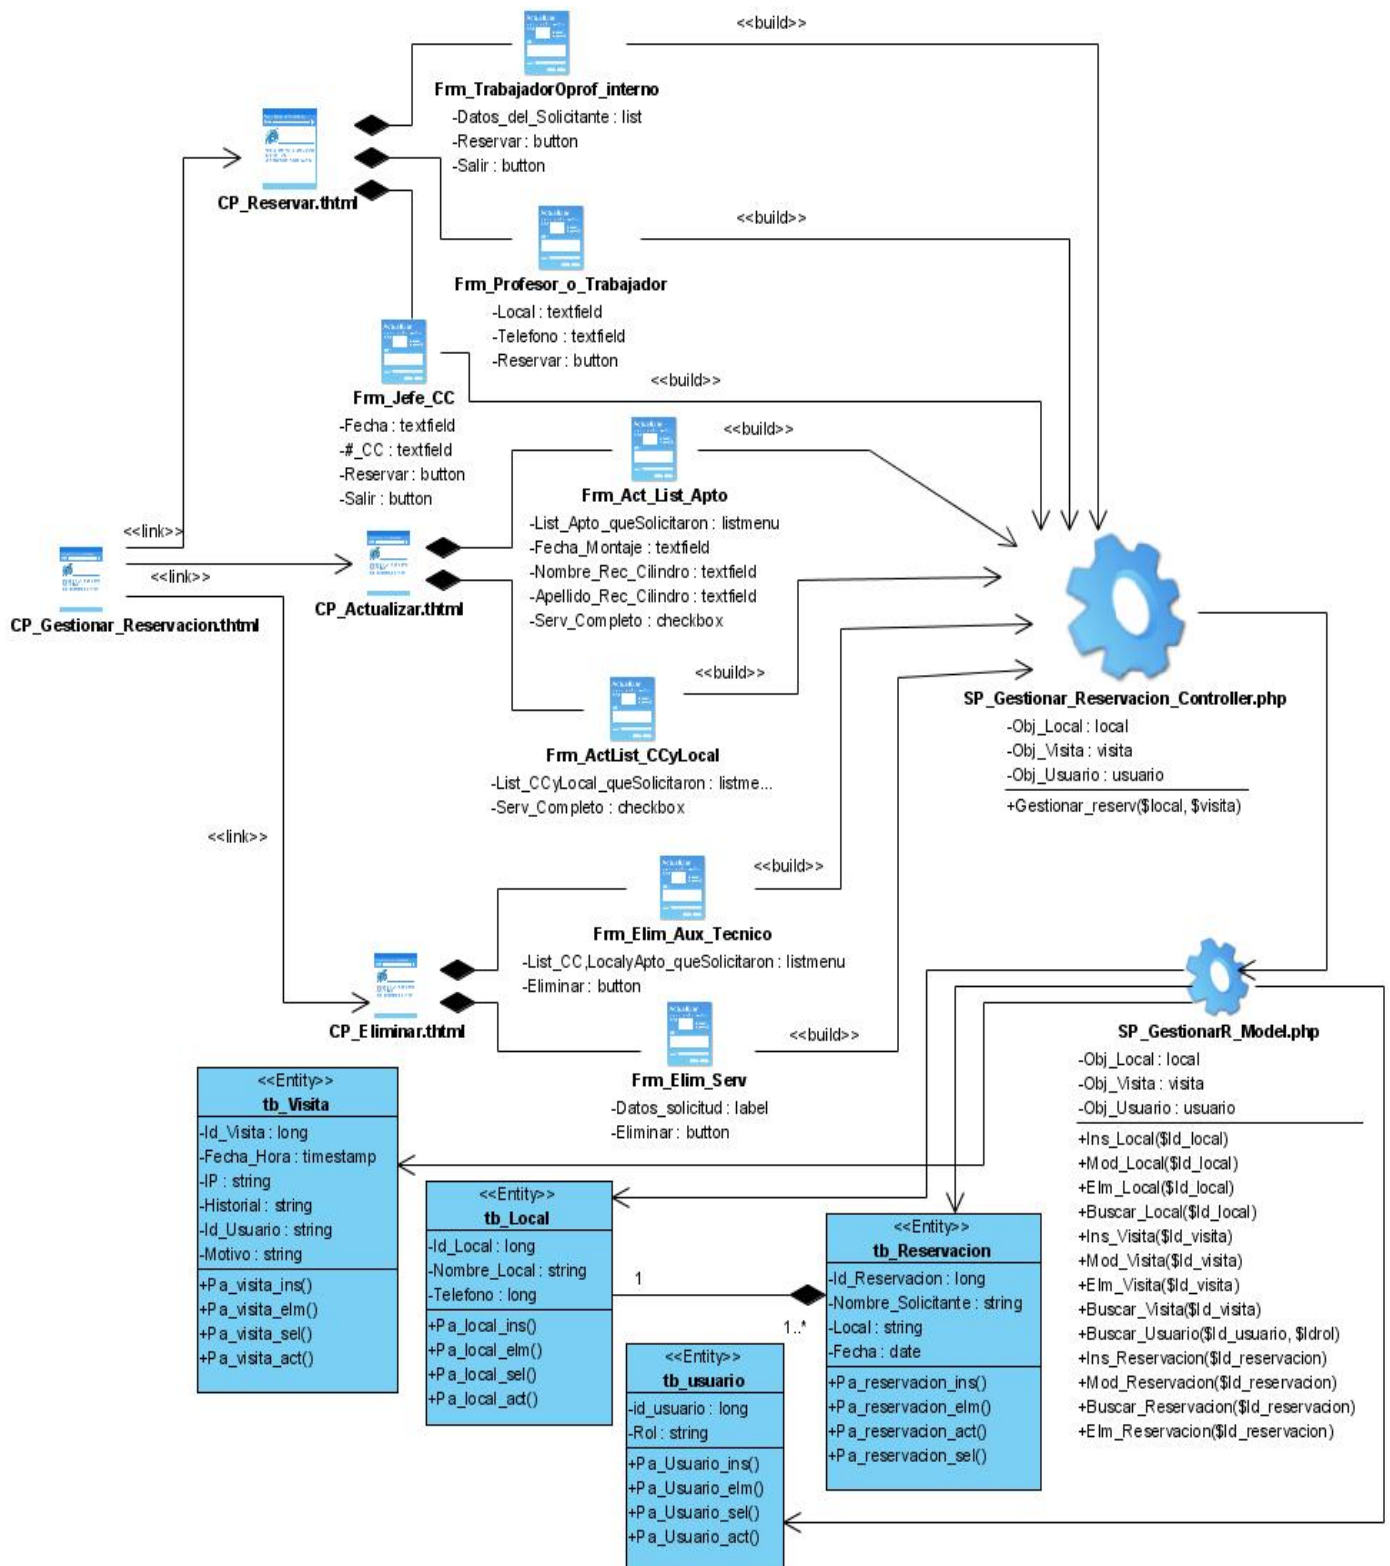 <<build>>
Frm_TrabajadorOprof_interno
-Datos_del_Solicitante : list
-Reservar : button
-Salir : button
CP_Reservar.thtml
<<build>>
Frm_Profesor_o_Trabajador
-Local : textfield
-Telefono : textfield
-Reservar : button
<<build>>
Frm_Jefe_CC
-Fecha : textfield
-#_CC : textfield
-Reservar : button
-Salir : button
<<build>>
Frm_Act_List_Apto
-List_Apto_queSolicitaron : listmenu
-Fecha_Montaje : textfield
-Nombre_Rec_Cilindro : textfield
-Apellido_Rec_Cilindro : textfield
-Serv_Completo : checkbox
<<link>>
<<link>>
CP_Gestionar_Reservacion.thtml
CP_Actualizar.thtml
<<build>>
Frm_ActList_CCyLocal
-List_CCyLocal_queSolicitaron : listme...
-Serv_Completo : checkbox
SP_Gestionar_Reservacion_Controller.php
-Obj_Local : local
-Obj_Visita : visita
-Obj_Usuario : usuario
+Gestionar_reserv($local, $visita)
<<link>>
<<build>>
Frm_Elim_Aux_Tecnico
-List_CC,LocalyApto_queSolicitaron : listmenu
-Eliminar : button
CP_Eliminar.thtml
<<build>>
Frm_Elim_Serv
-Datos_solicitud : label
-Eliminar : button
SP_GestionarR_Model.php
-Obj_Local : local
-Obj_Visita : visita
-Obj_Usuario : usuario
+Ins_Local($Id_local)
+Mod_Local($Id_local)
+Elm_Local($Id_local)
+Buscar_Local($Id_local)
+Ins_Visita($Id_visita)
+Mod_Visita($Id_visita)
+Elm_Visita($Id_visita)
+Buscar_Visita($Id_visita)
+Buscar_Usuario($Id_usuario, $Idrol)
+Ins_Reservacion($Id_reservacion)
+Mod_Reservacion($Id_reservacion)
+Buscar_Reservacion($Id_reservacion)
+Elm_Reservacion($Id_reservacion)
<<Entity>>
tb_Visita
-Id_Visita : long
-Fecha_Hora : timestamp
-IP : string
-Historial : string
-Id_Usuario : string
-Motivo : string
+Pa_visita_ins()
+Pa_visita_elm()
+Pa_visita_sel()
+Pa_visita_act()
<<Entity>>
tb_Local
-Id_Local : long
-Nombre_Local : string
-Telefono : long
+Pa_local_ins()
+Pa_local_elm()
+Pa_local_sel()
+Pa_local_act()
1
1..*
<<Entity>>
tb_Reservacion
-Id_Reservacion : long
-Nombre_Solicitante : string
-Local : string
-Fecha : date
+Pa_reservacion_ins()
+Pa_reservacion_elm()
+Pa_reservacion_act()
+Pa_reservacion_sel()
<<Entity>>
tb_usuario
-id_usuario : long
-Rol : string
+Pa_Usuario_ins()
+Pa_Usuario_elm()
+Pa_Usuario_sel()
+Pa_Usuario_act()